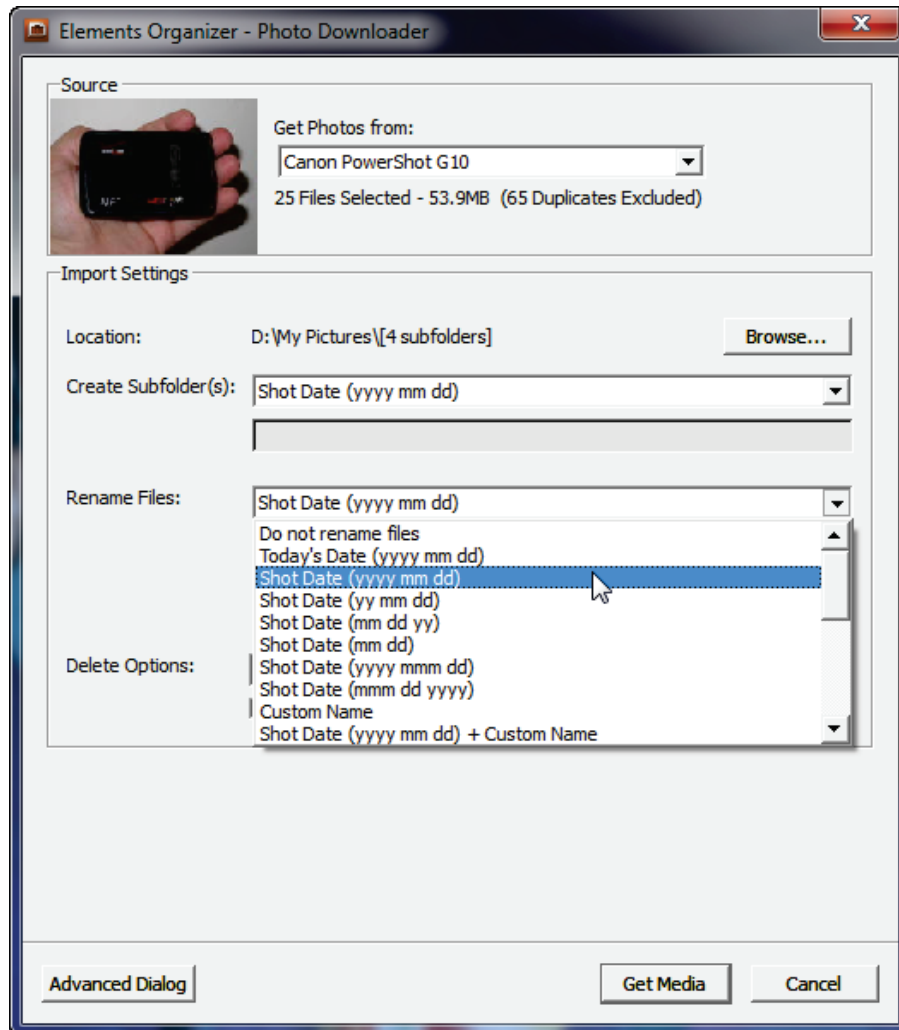 Elements Organizer - Photo Downloader
Source
Get Photos from:
Canon PowerShot G10
25 Files Selected - 53.9MB (65 Duplicates Excluded)
Import Settings
Location: D:\My Pictures\[4 subfolders] Browse...
Create Subfolder(s): Shot Date (yyyy mm dd)
Rename Files: Shot Date (yyyy mm dd)
Do not rename files
Today's Date (yyyy mm dd)
Shot Date (yyyy mm dd)
Shot Date (yy mm dd)
Shot Date (mm dd yy)
Shot Date (mm dd)
Delete Options:
Shot Date (yyyy mmm dd)
Shot Date (mmm dd yyyy)
Custom Name
Shot Date (yyyy mm dd) + Custom Name
Advanced Dialog Get Media Cancel